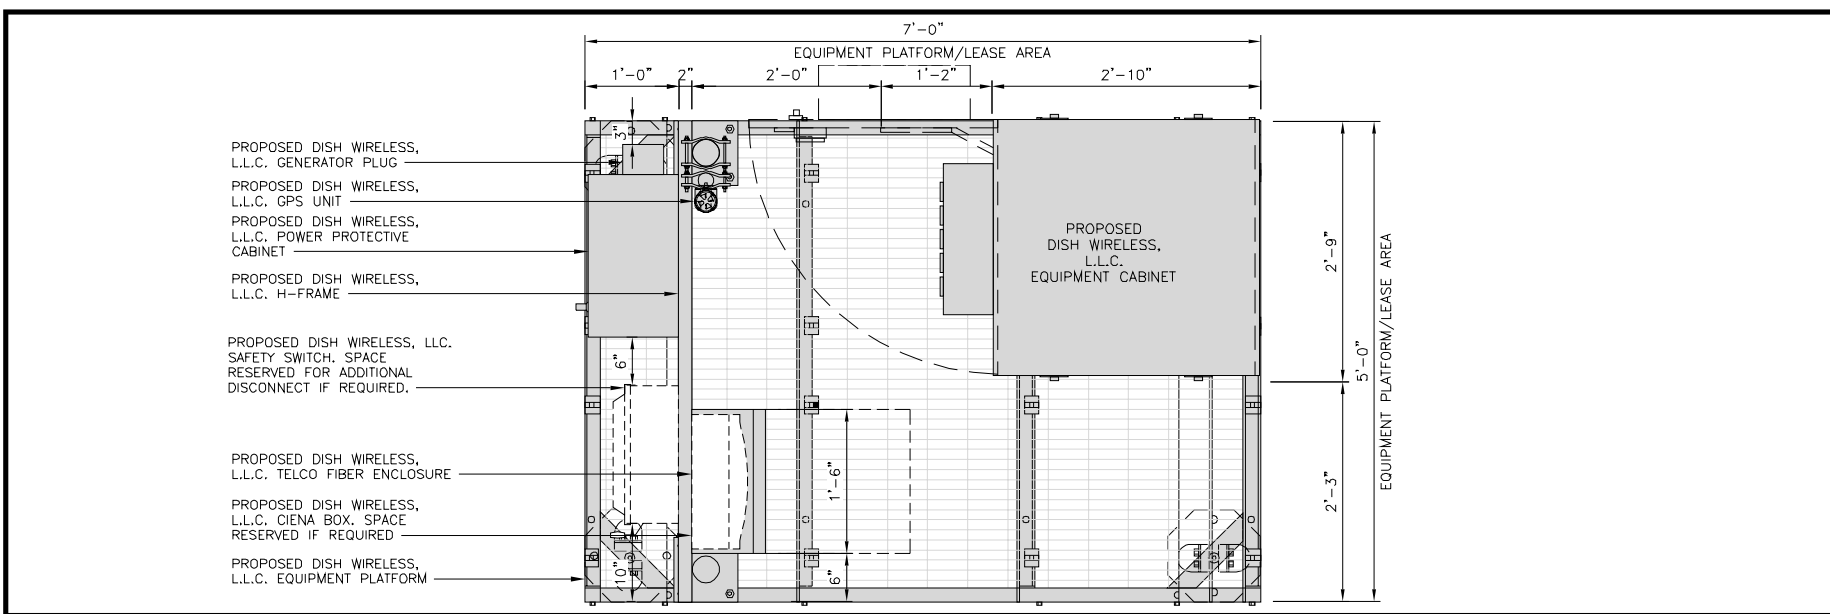 7'-0"
EQUIPMENT PLATFORM/LEASE AREA
1'-0"
2"
2'-0"
1'-2"
2'-10"
3"
PROPOSED DISH WIRELESS,
L.L.C. GENERATOR PLUG
PROPOSED DISH WIRELESS,
L.L.C. GPS UNIT
PROPOSED DISH WIRELESS,
L.L.C. POWER PROTECTIVE
CABINET
PROPOSED DISH WIRELESS,
L.L.C. H-FRAME
PROPOSED DISH WIRELESS, LLC.
SAFETY SWITCH. SPACE
RESERVED FOR ADDITIONAL
DISCONNECT IF REQUIRED.
PROPOSED DISH WIRELESS,
L.L.C. TELCO FIBER ENCLOSURE
PROPOSED DISH WIRELESS,
L.L.C. CIENA BOX. SPACE
RESERVED IF REQUIRED
PROPOSED DISH WIRELESS,
L.L.C. EQUIPMENT PLATFORM
6"
10"
1'-6"
6"
PROPOSED
DISH WIRELESS,
L.L.C.
EQUIPMENT CABINET
2'-9"
2'-3"
5'-0"
EQUIPMENT PLATFORM/LEASE AREA